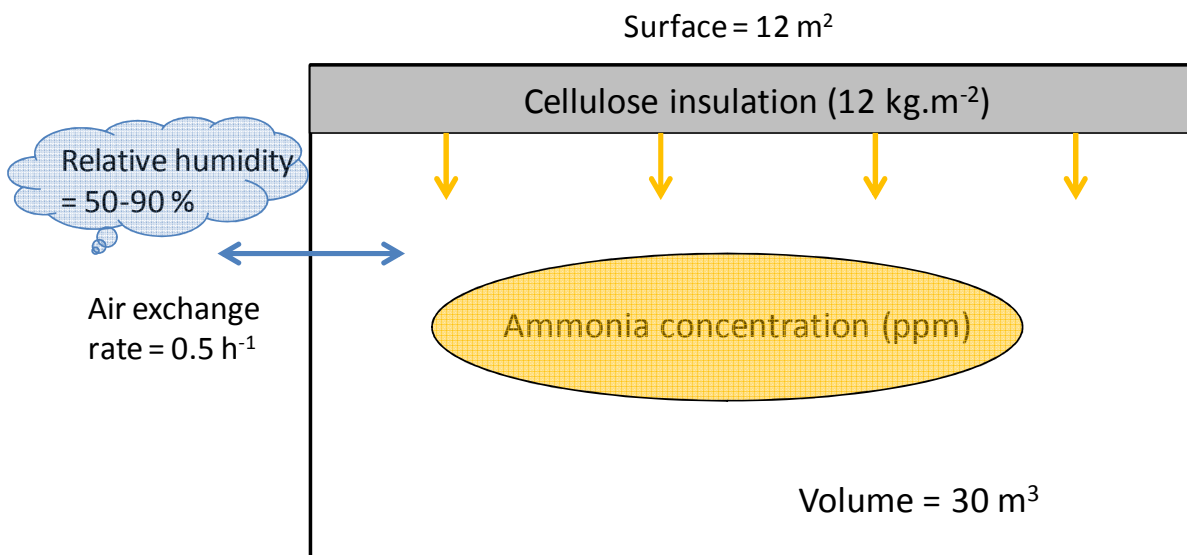 Surface = 12 m²
Cellulose insulation (12 kg.m⁻²)
Relative humidity
= 50-90 %
Air exchange
rate = 0.5 h⁻¹
Ammonia concentration (ppm)
Volume = 30 m³